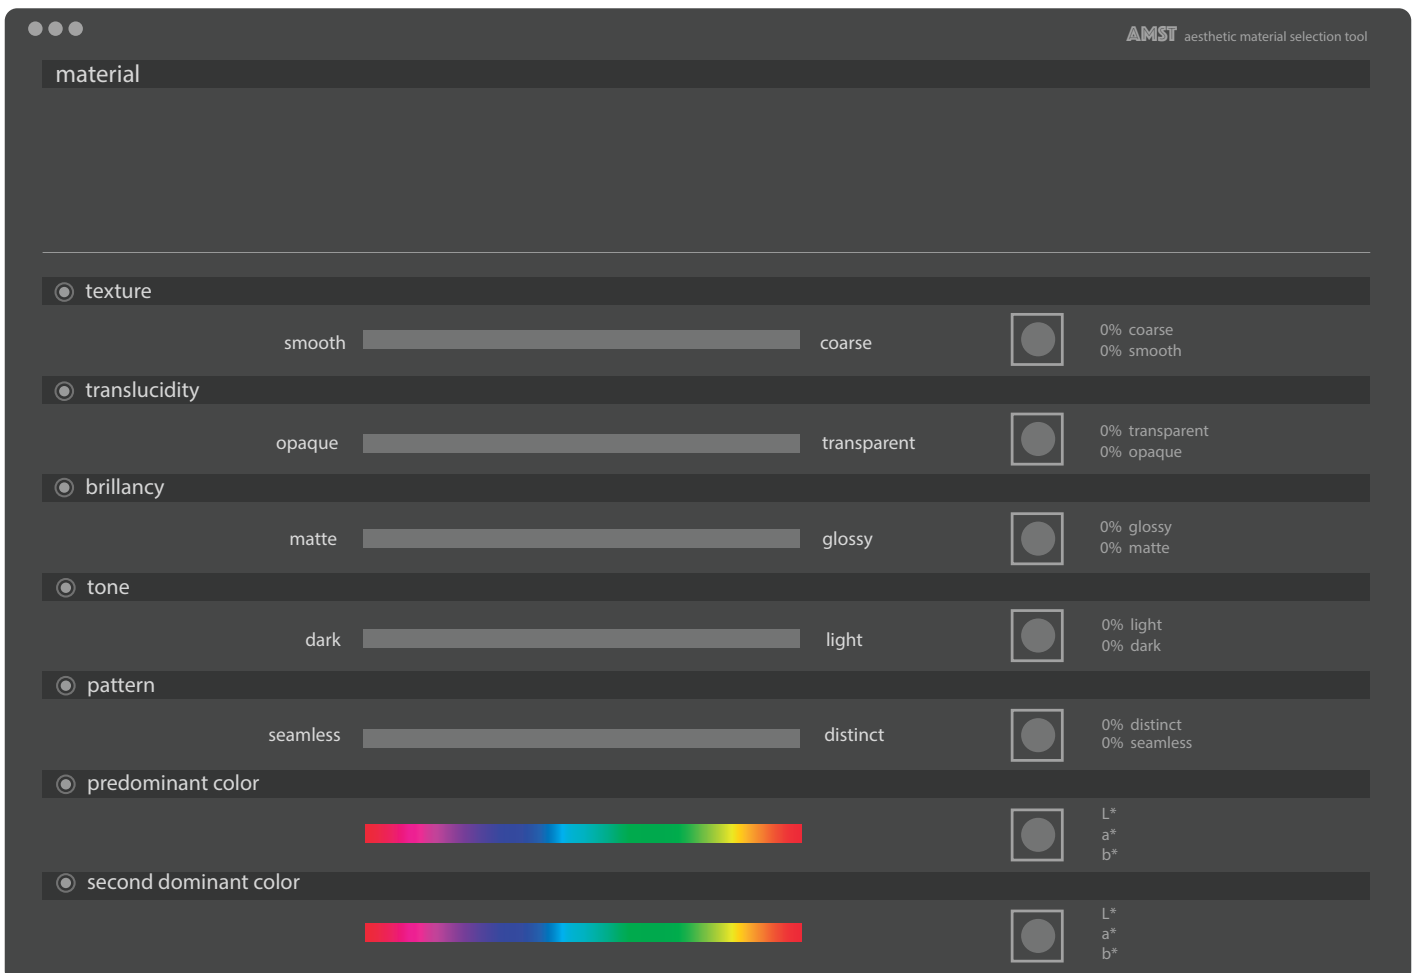 AMST aesthetic material selection tool
material
texture
smooth
coarse
0% coarse
0% smooth
translucidity
opaque
transparent
0% transparent
0% opaque
brillancy
matte
glossy
0% glossy
0% matte
tone
dark
light
0% light
0% dark
pattern
seamless
distinct
0% distinct
0% seamless
predominant color
L*
a*
b*
second dominant color
L*
a*
b*